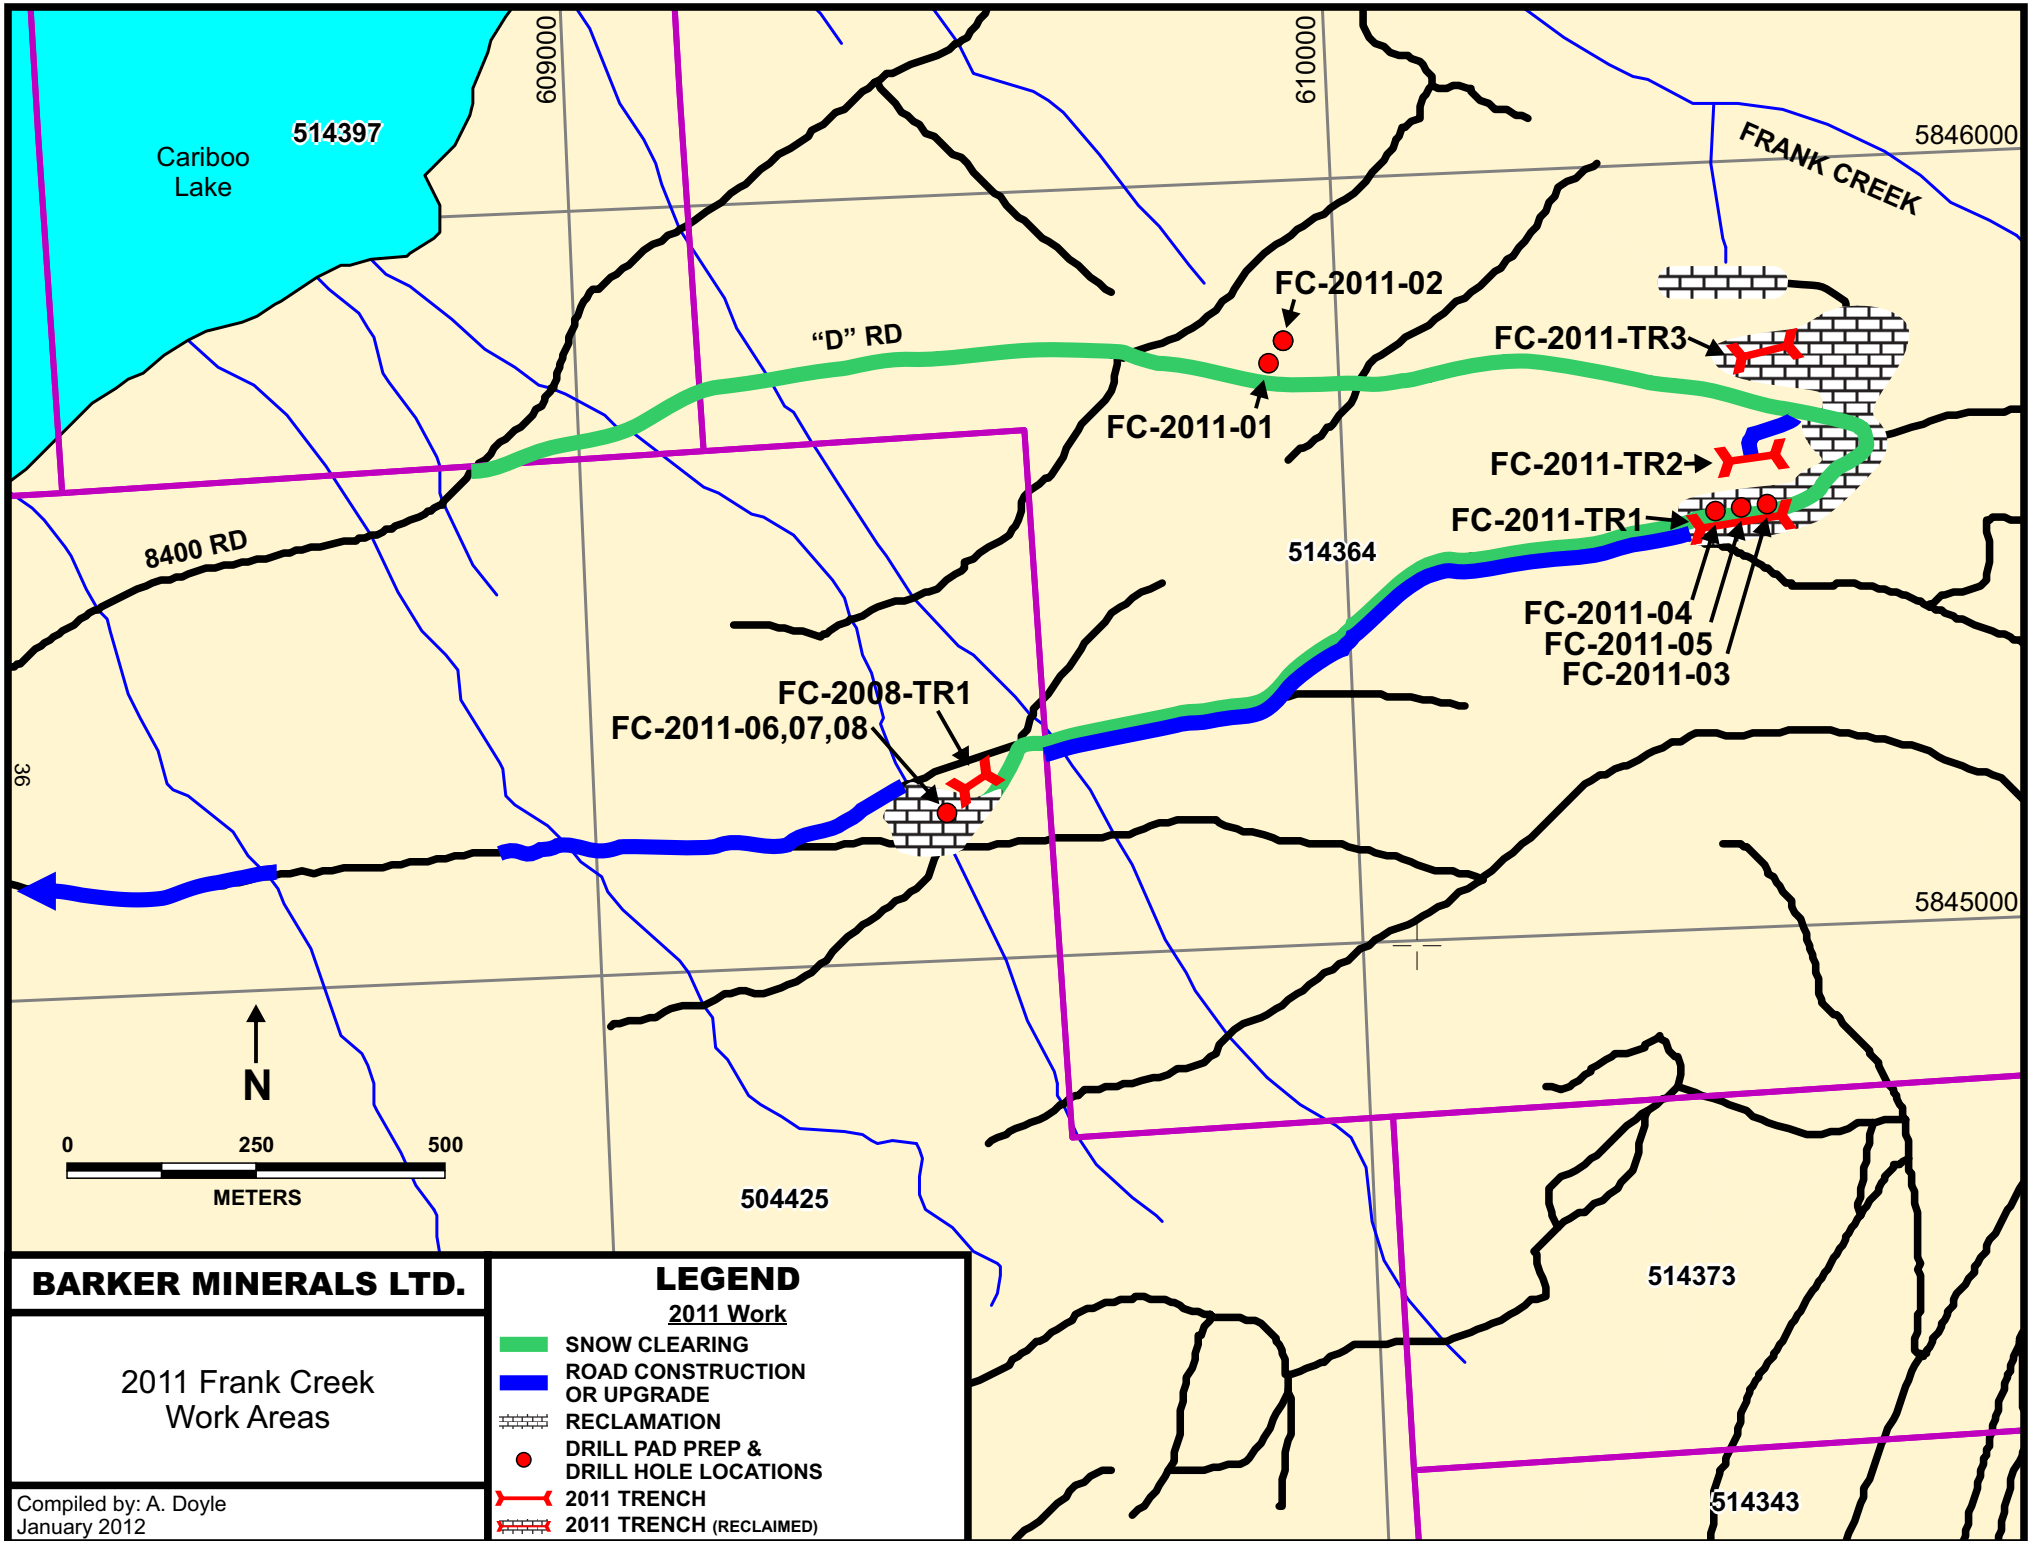 609000
610000
514397
Cariboo
Lake
5846000
FRANK CREEK
FC-2011-02
“D” RD
FC-2011-TR3
FC-2011-01
FC-2011-TR2
8400 RD
FC-2011-TR1
514364
FC-2011-04
FC-2011-05
FC-2011-03
FC-2008-TR1
FC-2011-06,07,08
36
5845000
N
0 250 500
METERS
504425
514373
514343
BARKER MINERALS LTD.
2011 Frank Creek
Work Areas
Compiled by: A. Doyle
January 2012
LEGEND
2011 Work
SNOW CLEARING
ROAD CONSTRUCTION
OR UPGRADE
RECLAMATION
DRILL PAD PREP &
DRILL HOLE LOCATIONS
2011 TRENCH
2011 TRENCH (RECLAIMED)